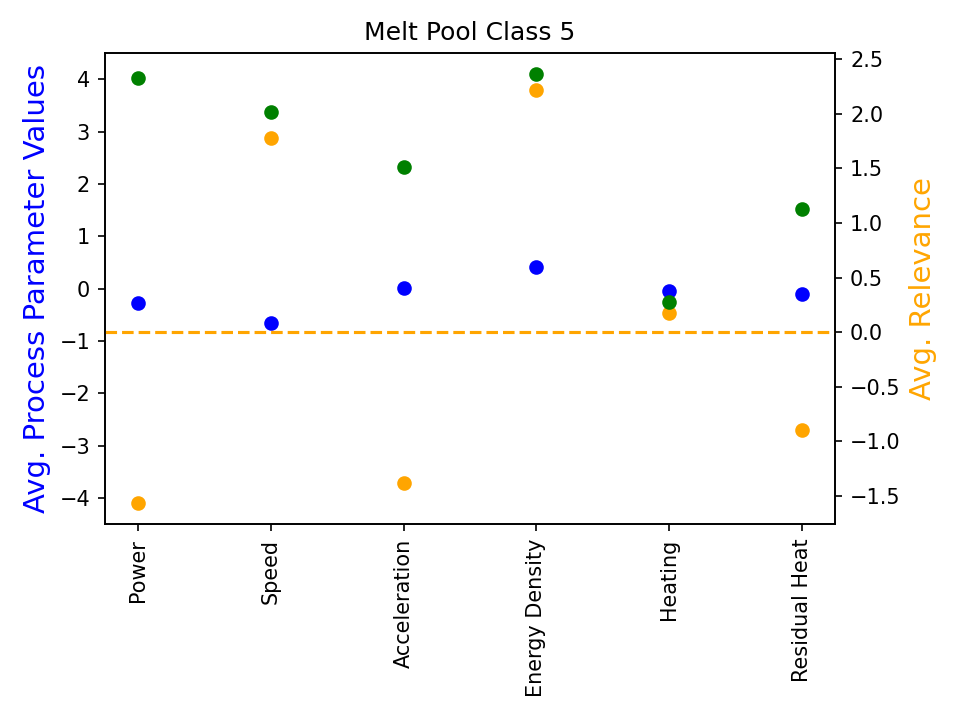 Melt Pool Class 5
Avg. Process Parameter Values
4
3
2
1
0
−1
−2
−3
−4
2.5
2.0
1.5
1.0
0.5
0.0
−0.5
−1.0
−1.5
Avg. Relevance
Power
Speed
Acceleration
Energy Density
Heating
Residual Heat